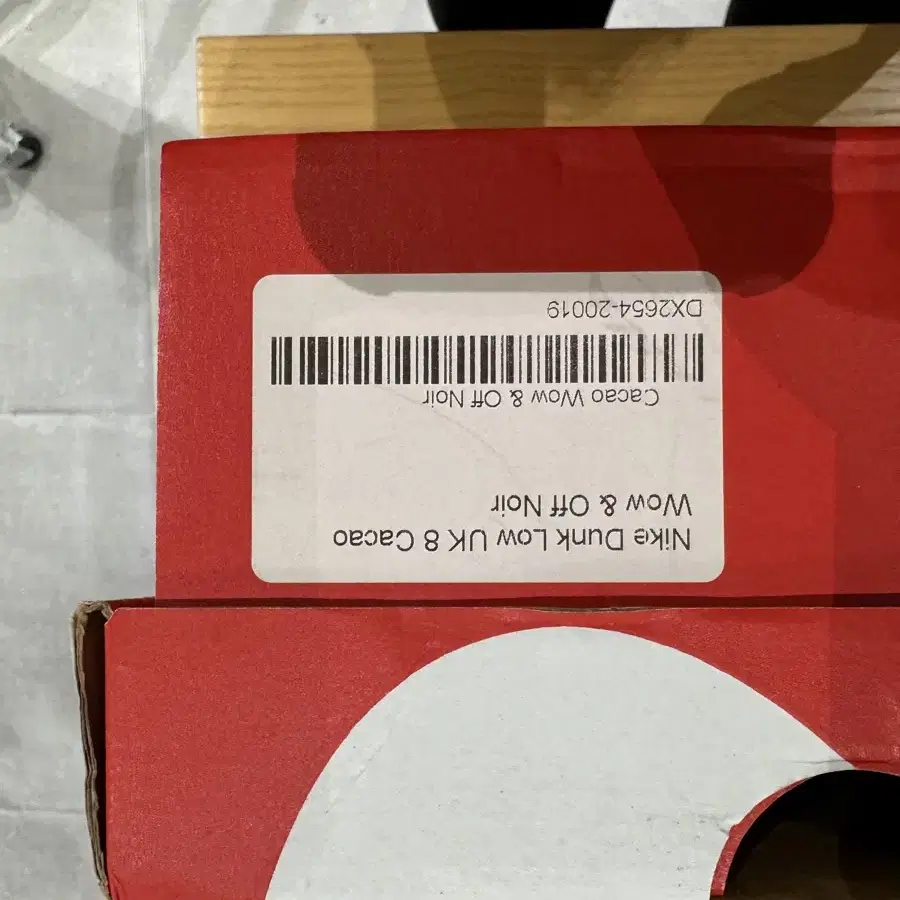 Nike Dunk Low UK 8 Cacao
Wow & Off Noir
Cacao Wow & Off Noir
DX2654-20019